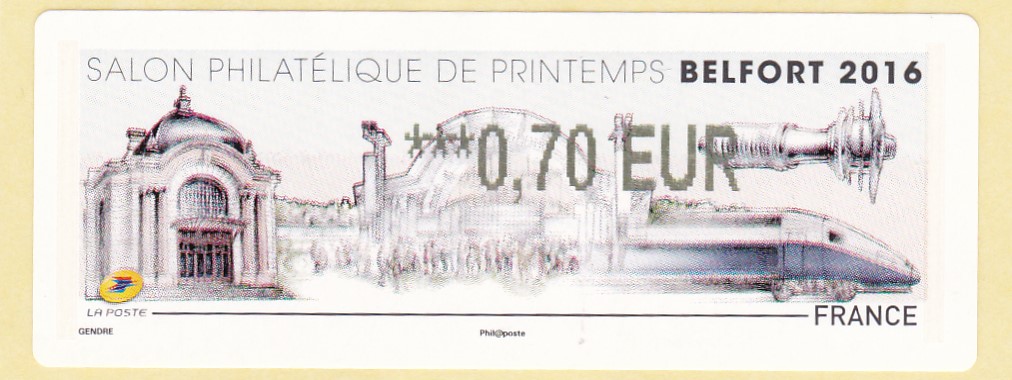 SALON PHILATÉLIQUE DE PRINTEMPS BELFORT 2016
***0,70 EUR
LA POSTE
FRANCE
GENDRE
Phil@poste